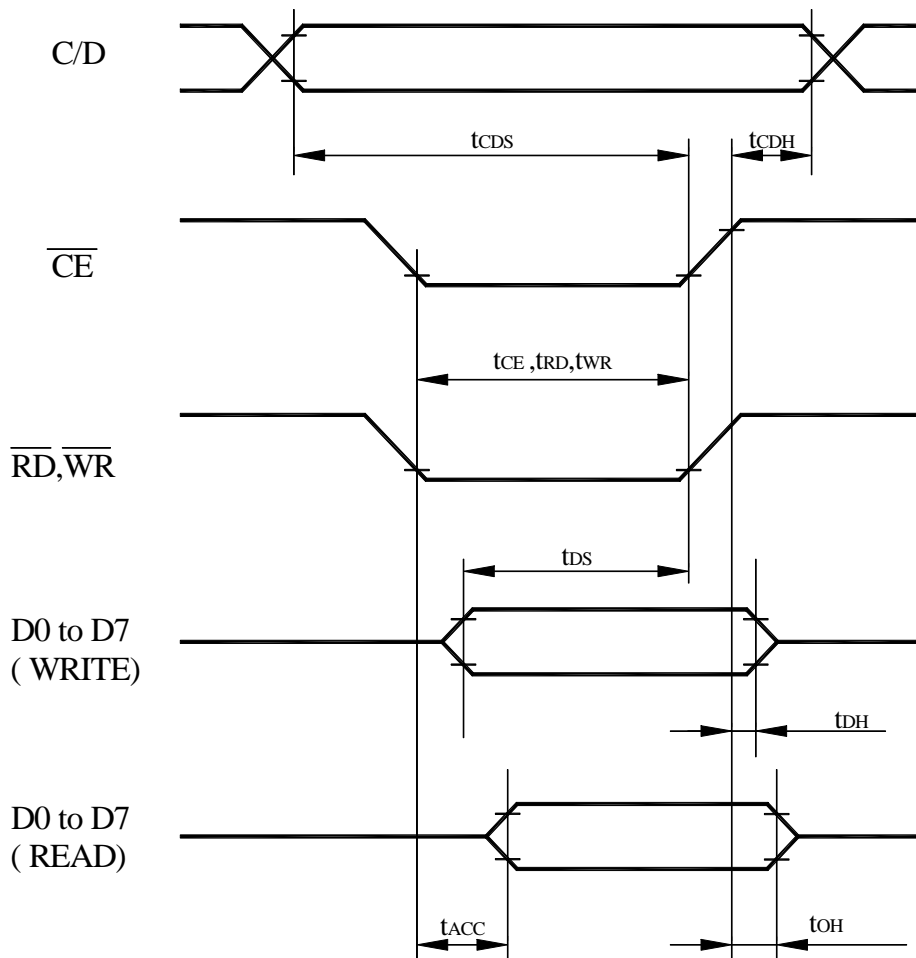 C/D
tCDS
tCDH
CE
tCE ,tRD,tWR
RD,WR
tDS
D0 to D7
( WRITE)
tDH
D0 to D7
( READ)
tACC
tOH